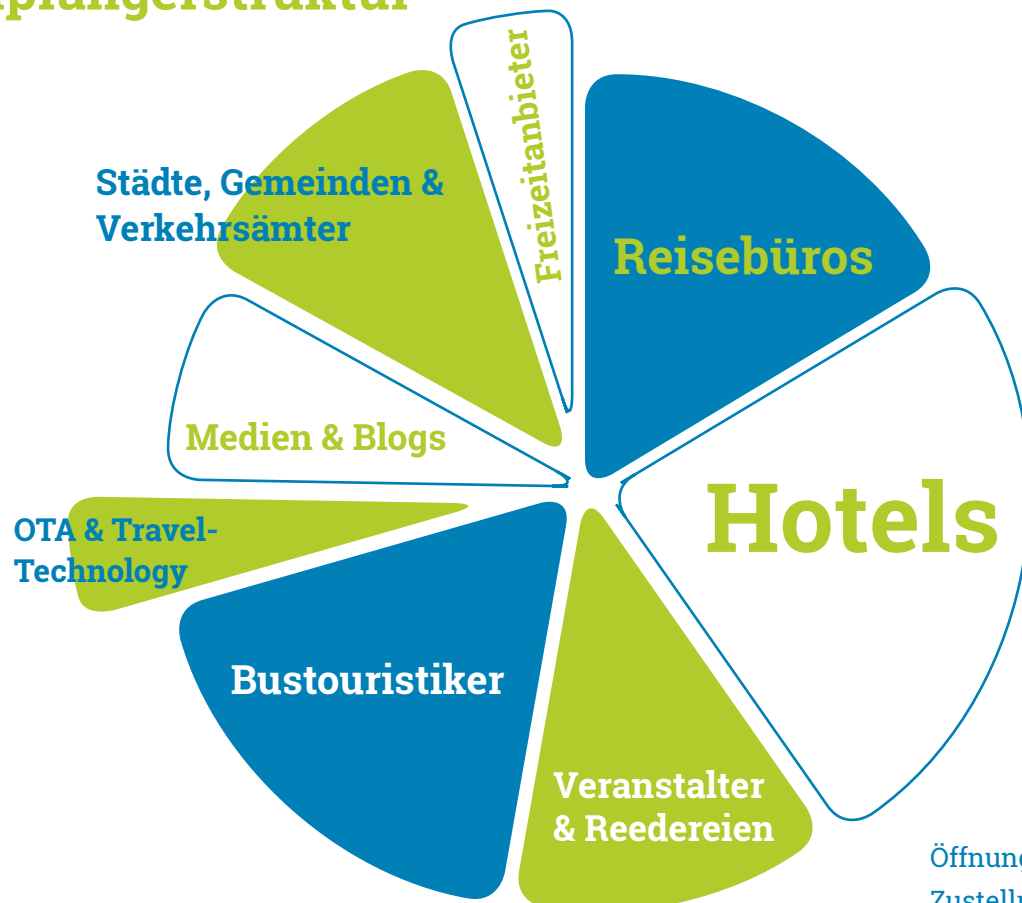 Freizeitanbieter
Städte, Gemeinden &
Verkehrsämter
Reisebüros
Medien & Blogs
Hotels
OTA & Travel-
Technology
Bustouristiker
Veranstalter
& Reedereien